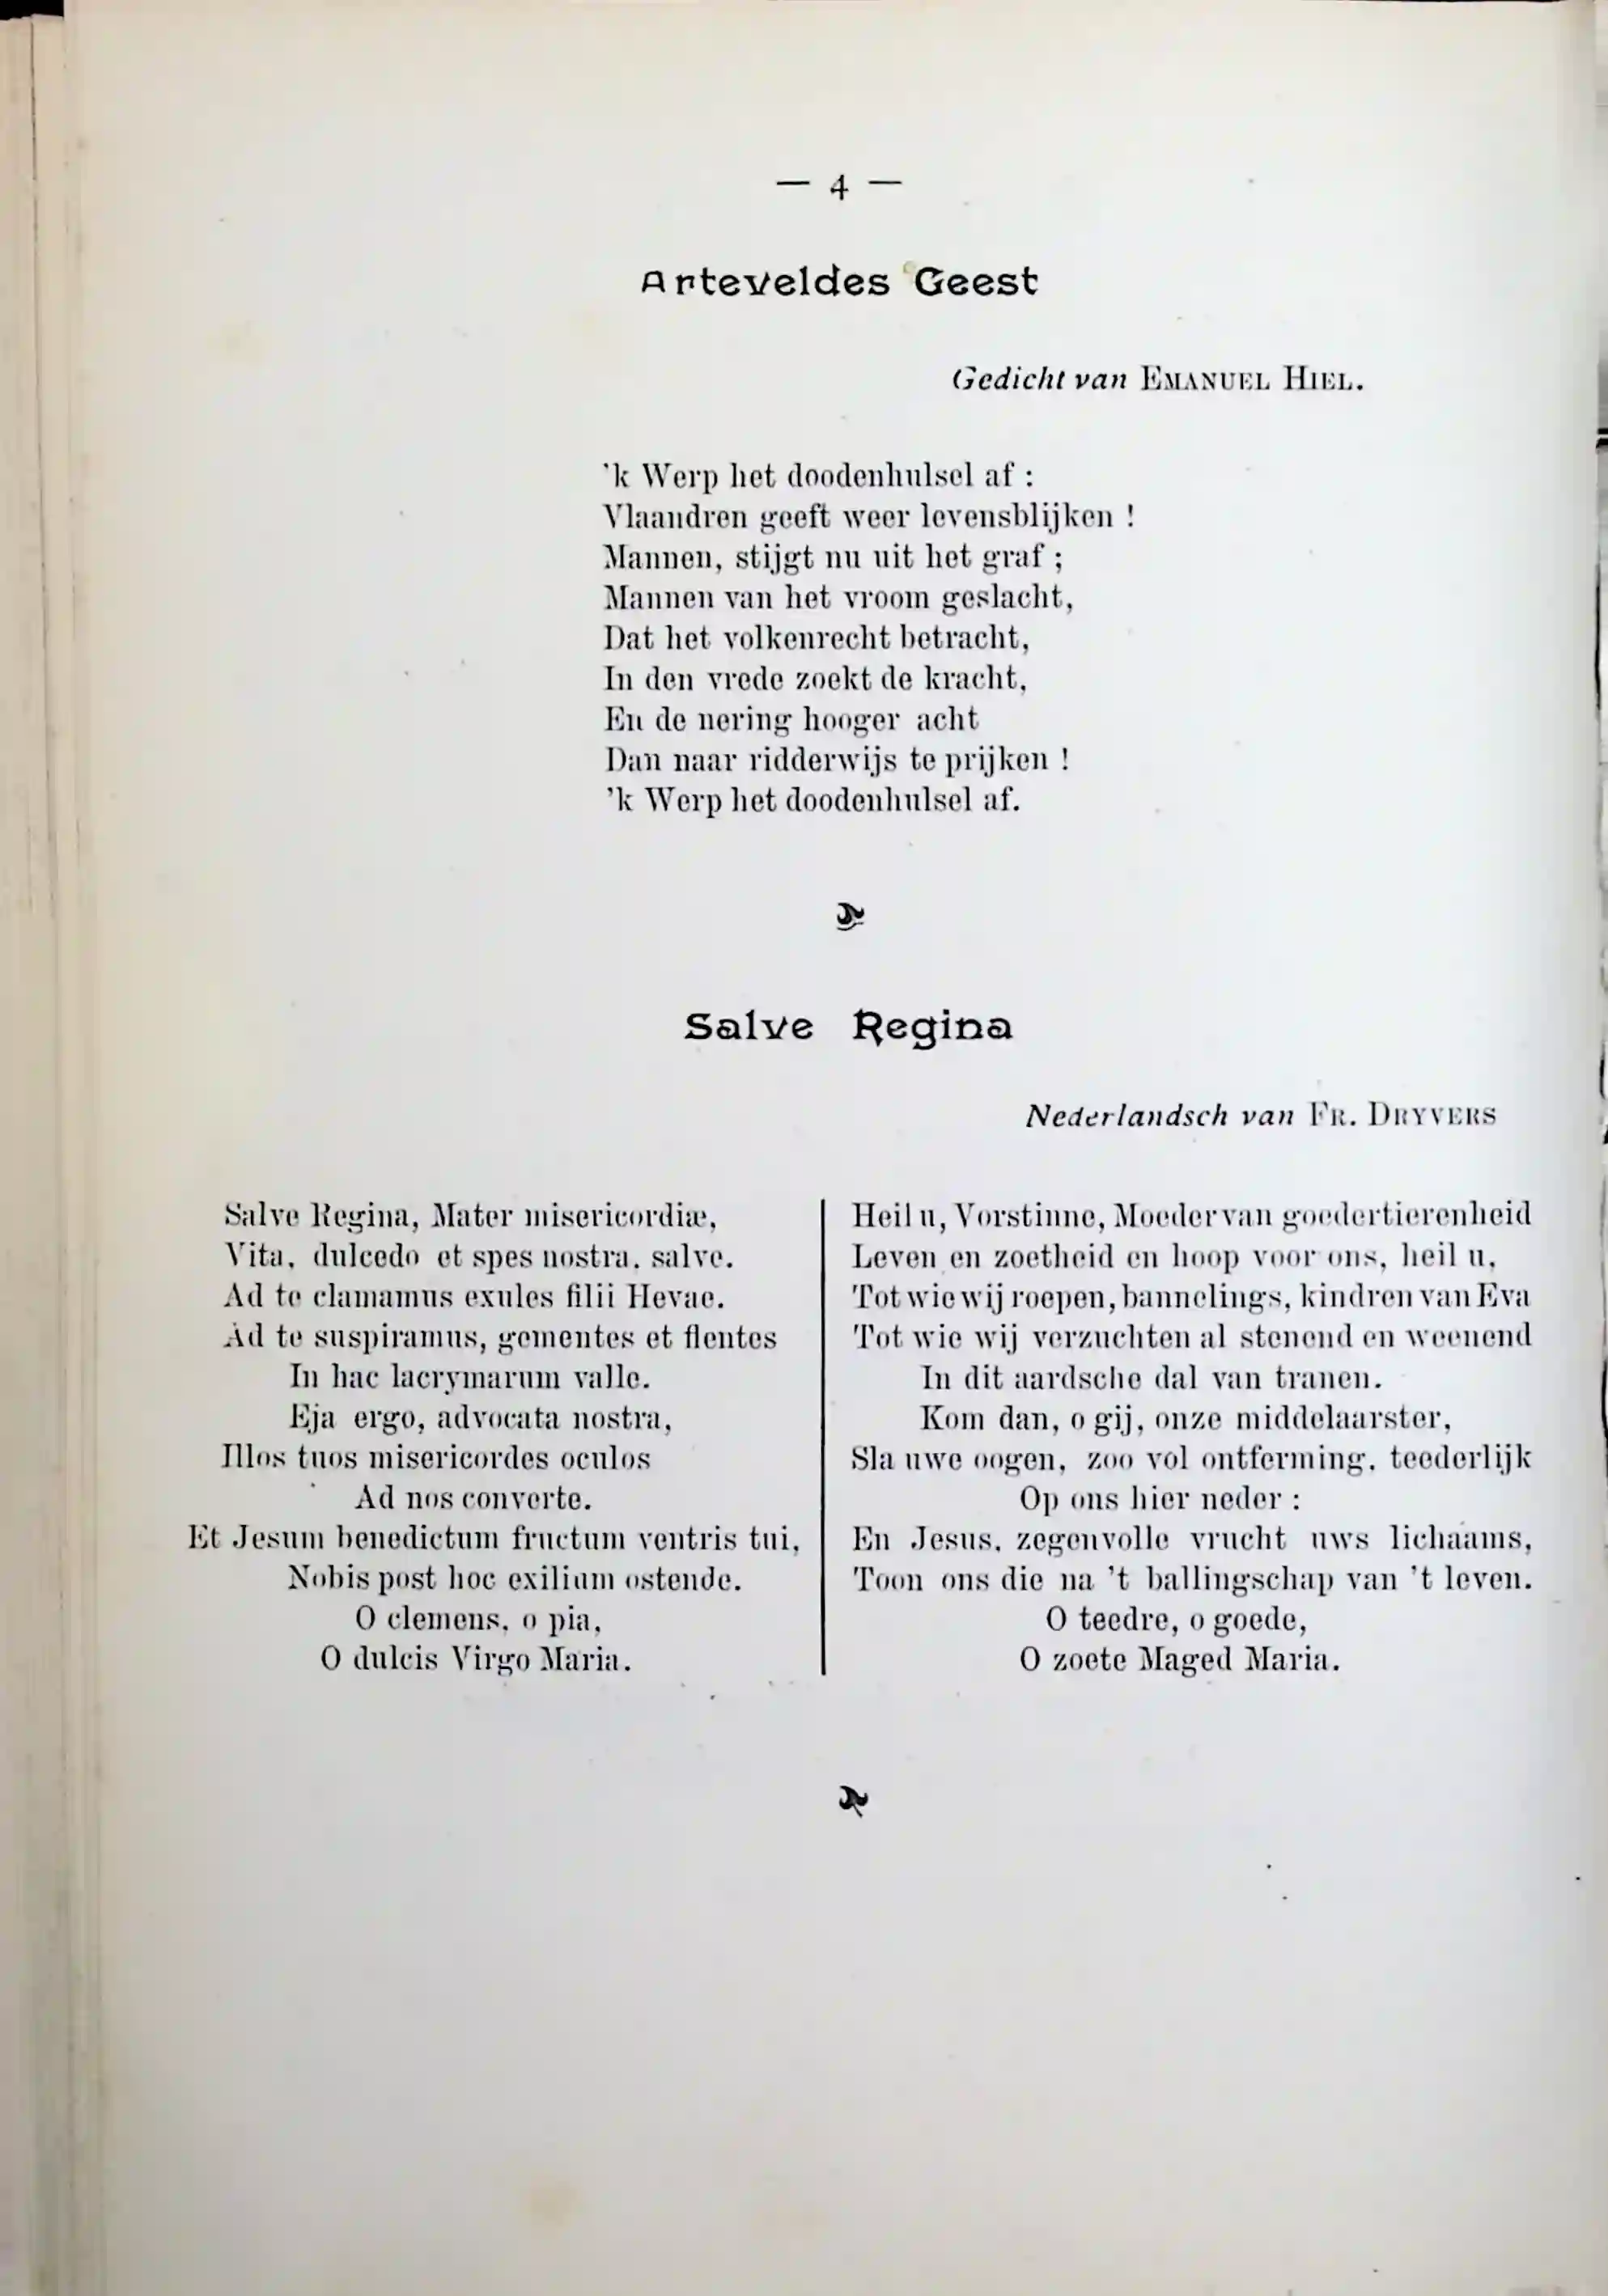 — 4 —
Arteveldes Geest
Gedicht van EMANUEL HIEL.
'k Werp het doodenhulsel af :
Vlaandren geeft weer levensblijken !
Mannen, stijgt nu uit het graf ;
Mannen van het vroom geslacht,
Dat het volkenrecht betracht,
In den vrede zoekt de kracht,
En de nering hooger acht
Dan naar ridderwijs te prijken !
'k Werp het doodenhulsel af.
Salve Regina
Nederlandsch van FR. DRYVERS
Salve Regina, Mater misericordiæ,
Vita, dulcedo et spes nostra, salve.
Ad te clamamus exules filii Hevae.
Ad te suspiramus, gementes et flentes
In hac lacrymarum valle.
Eja ergo, advocata nostra,
Illos tuos misericordes oculos
Ad nos converte.
Et Jesum benedictum fructum ventris tui,
Nobis post hoc exilium ostende.
O clemens, o pia,
O dulcis Virgo Maria.
Heil u, Vorstinne, Moeder van goedertierenheid
Leven en zoetheid en hoop voor ons, heil u,
Tot wie wij roepen, bannelings, kindren van Eva
Tot wie wij verzuchten al stenend en weenend
In dit aardsche dal van tranen.
Kom dan, o gij, onze middelaarster,
Sla uwe oogen, zoo vol ontferming, teederlijk
Op ons hier neder :
En Jesus, zegenvolle vrucht uws lichaams,
Toon ons die na 't ballingschap van 't leven.
O teedre, o goede,
O zoete Maged Maria.